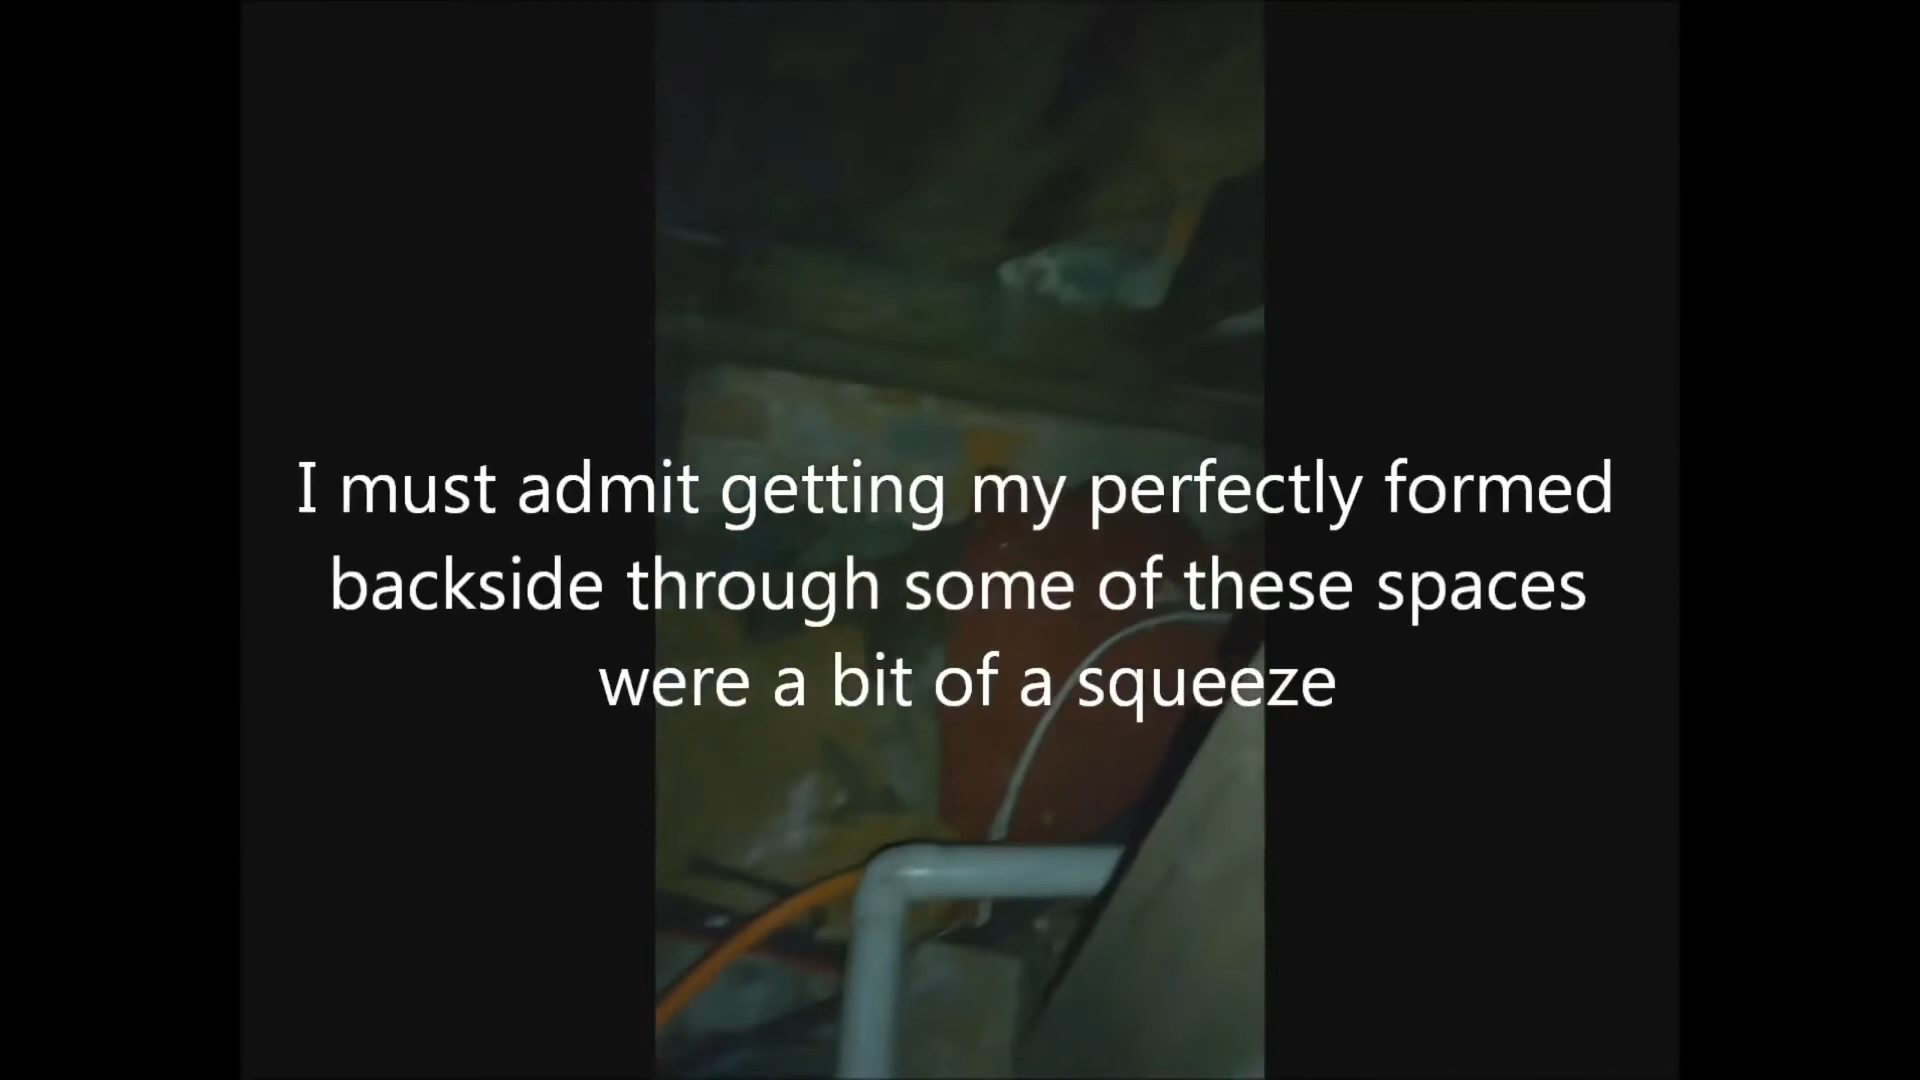 I must admit getting my perfectly formed
backside through some of these spaces
were a bit of a squeeze